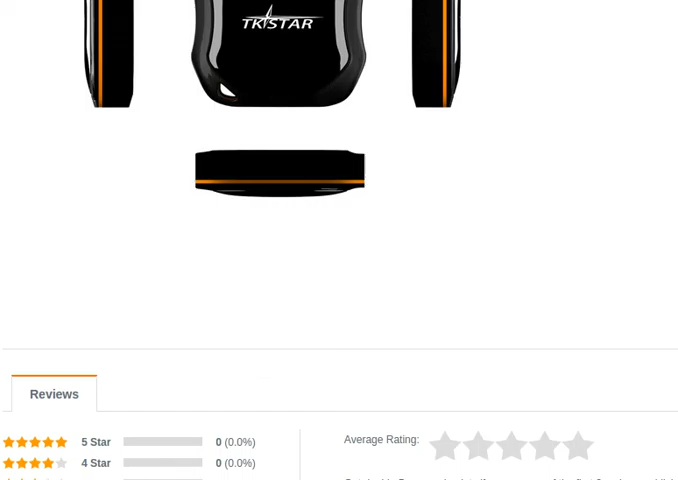 TKSTAR
Reviews
5 Star 0 (0.0%)
4 Star 0 (0.0%)
Average Rating: